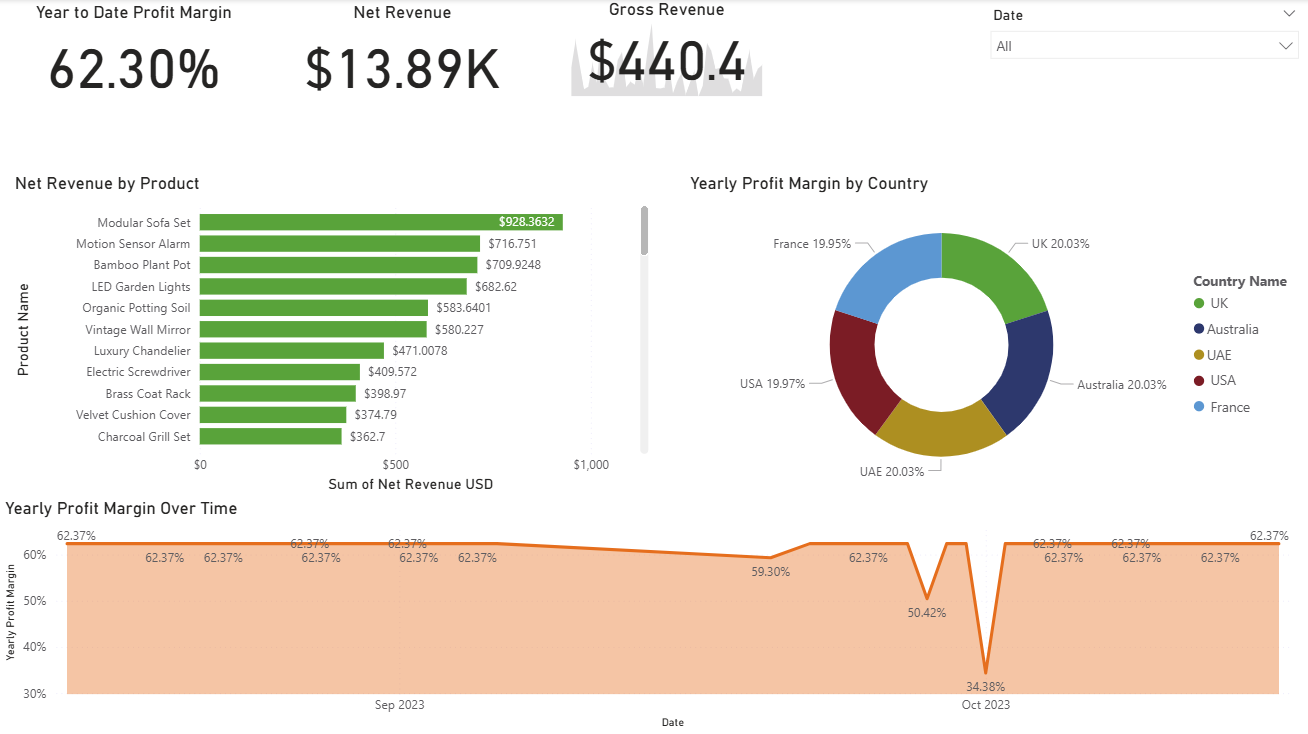 Year to Date Profit Margin
62.30%
Net Revenue
$13.89K
Gross Revenue
$440.4
Date
All
Net Revenue by Product
Product Name
Modular Sofa Set $928.3632
Motion Sensor Alarm $716.751
Bamboo Plant Pot $709.9248
LED Garden Lights $682.62
Organic Potting Soil $583.6401
Vintage Wall Mirror $580.227
Luxury Chandelier $471.0078
Electric Screwdriver $409.572
Brass Coat Rack $398.97
Velvet Cushion Cover $374.79
Charcoal Grill Set $362.7
$0 $500 $1,000
Sum of Net Revenue USD
Yearly Profit Margin by Country
France 19.95%
UK 20.03%
USA 19.97%
Australia 20.03%
UAE 20.03%
Country Name
UK
Australia
UAE
USA
France
Yearly Profit Margin Over Time
Yearly Profit Margin
60%
50%
40%
30%
62.37% 62.37% 62.37% 62.37% 62.37% 62.37%
62.37% 62.37% 62.37% 62.37% 62.37% 62.37% 62.37% 62.37% 62.37%
59.30%
50.42%
34.38%
Sep 2023 Oct 2023
Date